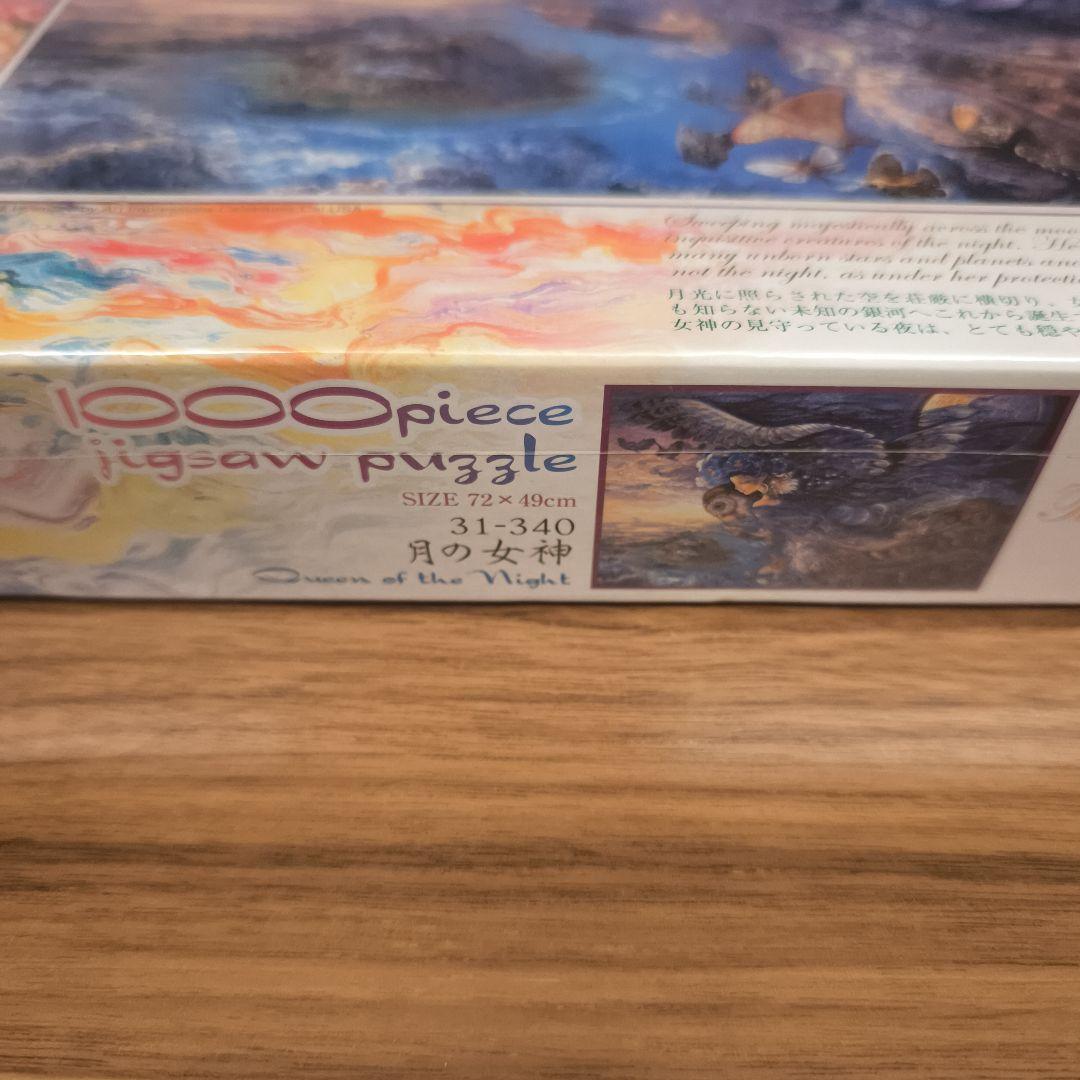 Sweeping majestically across the moo
inquisitive creatures of the night. He
many unborn stars and planets and
not the night, as under her protecti
月光に照らされた空を荘厳に横切り、
も知らない未知の銀河へこれから誕生
女神の見守っている夜は、とても穏や
1000piece
jigsaw puzzle
SIZE 72×49cm
31-340
月の女神
Queen of the Night